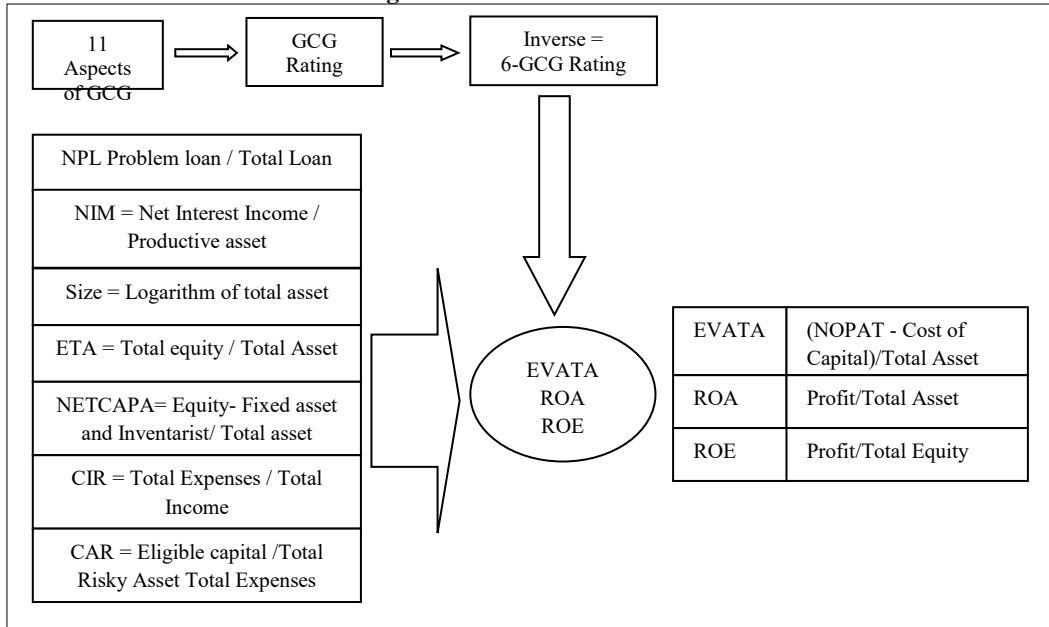 11
Aspects
of GCG
GCG
Rating
Inverse =
6-GCG Rating
NPL Problem loan / Total Loan
NIM = Net Interest Income /
Productive asset
Size = Logarithm of total asset
ETA = Total equity / Total Asset
NETCAPA= Equity- Fixed asset
and Inventarist/ Total asset
CIR = Total Expenses / Total
Income
CAR = Eligible capital /Total
Risky Asset Total Expenses
EVATA
ROA
ROE
EVATA
(NOPAT - Cost of
Capital)/Total Asset
ROA
Profit/Total Asset
ROE
Profit/Total Equity